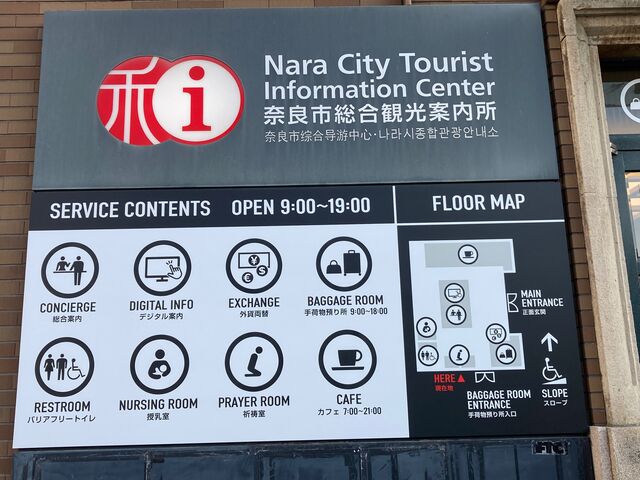 i
Nara City Tourist
Information Center
奈良市総合観光案内所
奈良市综合导游中心·나라시종합관광안내소
SERVICE CONTENTS OPEN 9:00~19:00
FLOOR MAP
CONCIERGE
総合案内
DIGITAL INFO
デジタル案内
EXCHANGE
外貨両替
BAGGAGE ROOM
手荷物預り所 9:00~18:00
RESTROOM
バリアフリートイレ
NURSING ROOM
授乳室
PRAYER ROOM
祈祷室
CAFE
カフェ 7:00~21:00
MAIN
ENTRANCE
正面玄関
HERE▲
現在地
BAGGAGE ROOM
ENTRANCE
手荷物預り所入口
SLOPE
スロープ